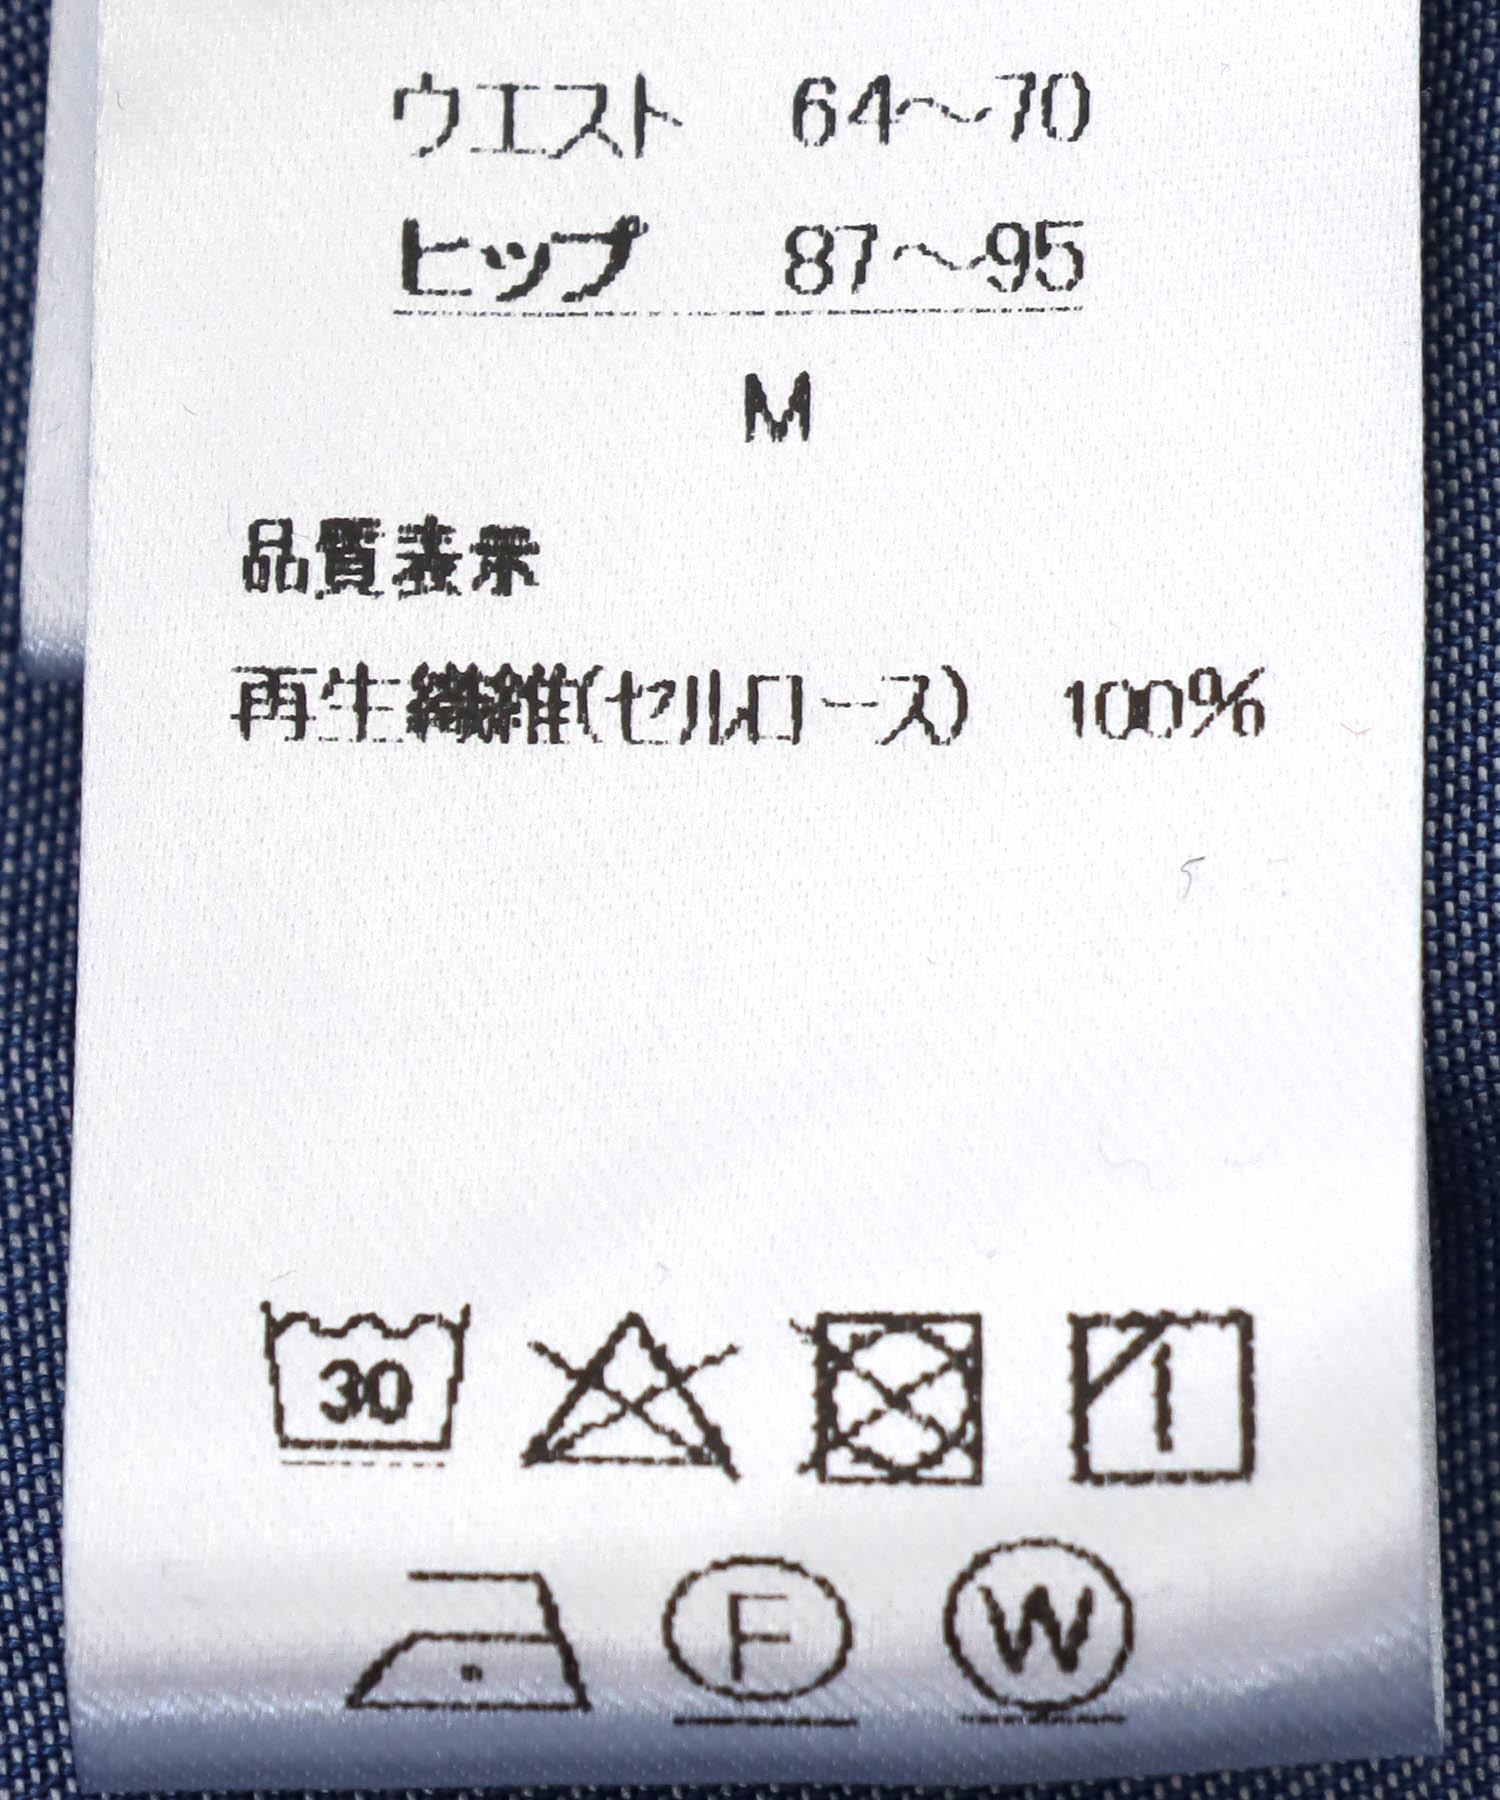 ウエスト 64～70
ヒップ 87～95
M
品質表示
再生繊維(セルロース) 100%
30
F W